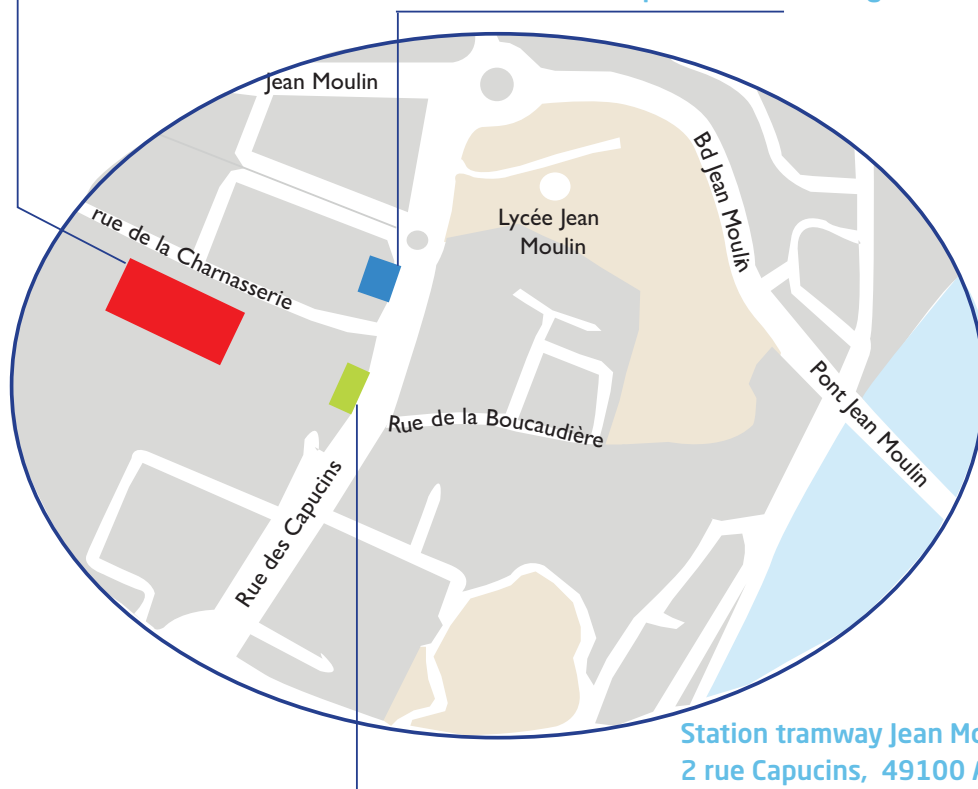 Jean Moulin
Bd Jean Moulin
rue de la Charnasserie
Lycée Jean
Moulin
Pont Jean Moulin
Rue de la Boucaudière
Rue des Capucins
Station tramway Jean Mo
2 rue Capucins, 49100 A